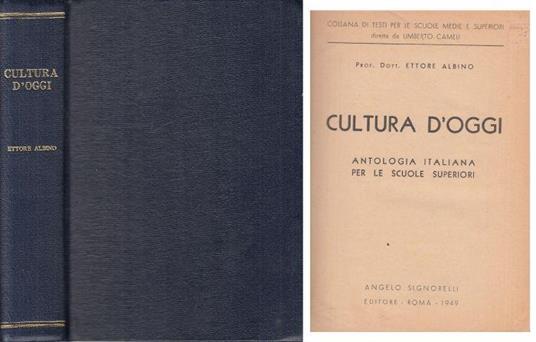 CULTURA
D'OGGI
ETTORE ALBINO
COLLANA DI TESTI PER LE SCUOLE MEDIE E SUPERIORI
diretta da UMBERTO CAMELI
PROF. DOTT. ETTORE ALBINO
CULTURA D'OGGI
ANTOLOGIA ITALIANA
PER LE SCUOLE SUPERIORI
ANGELO SIGNORELLI
EDITORE - ROMA - 1949